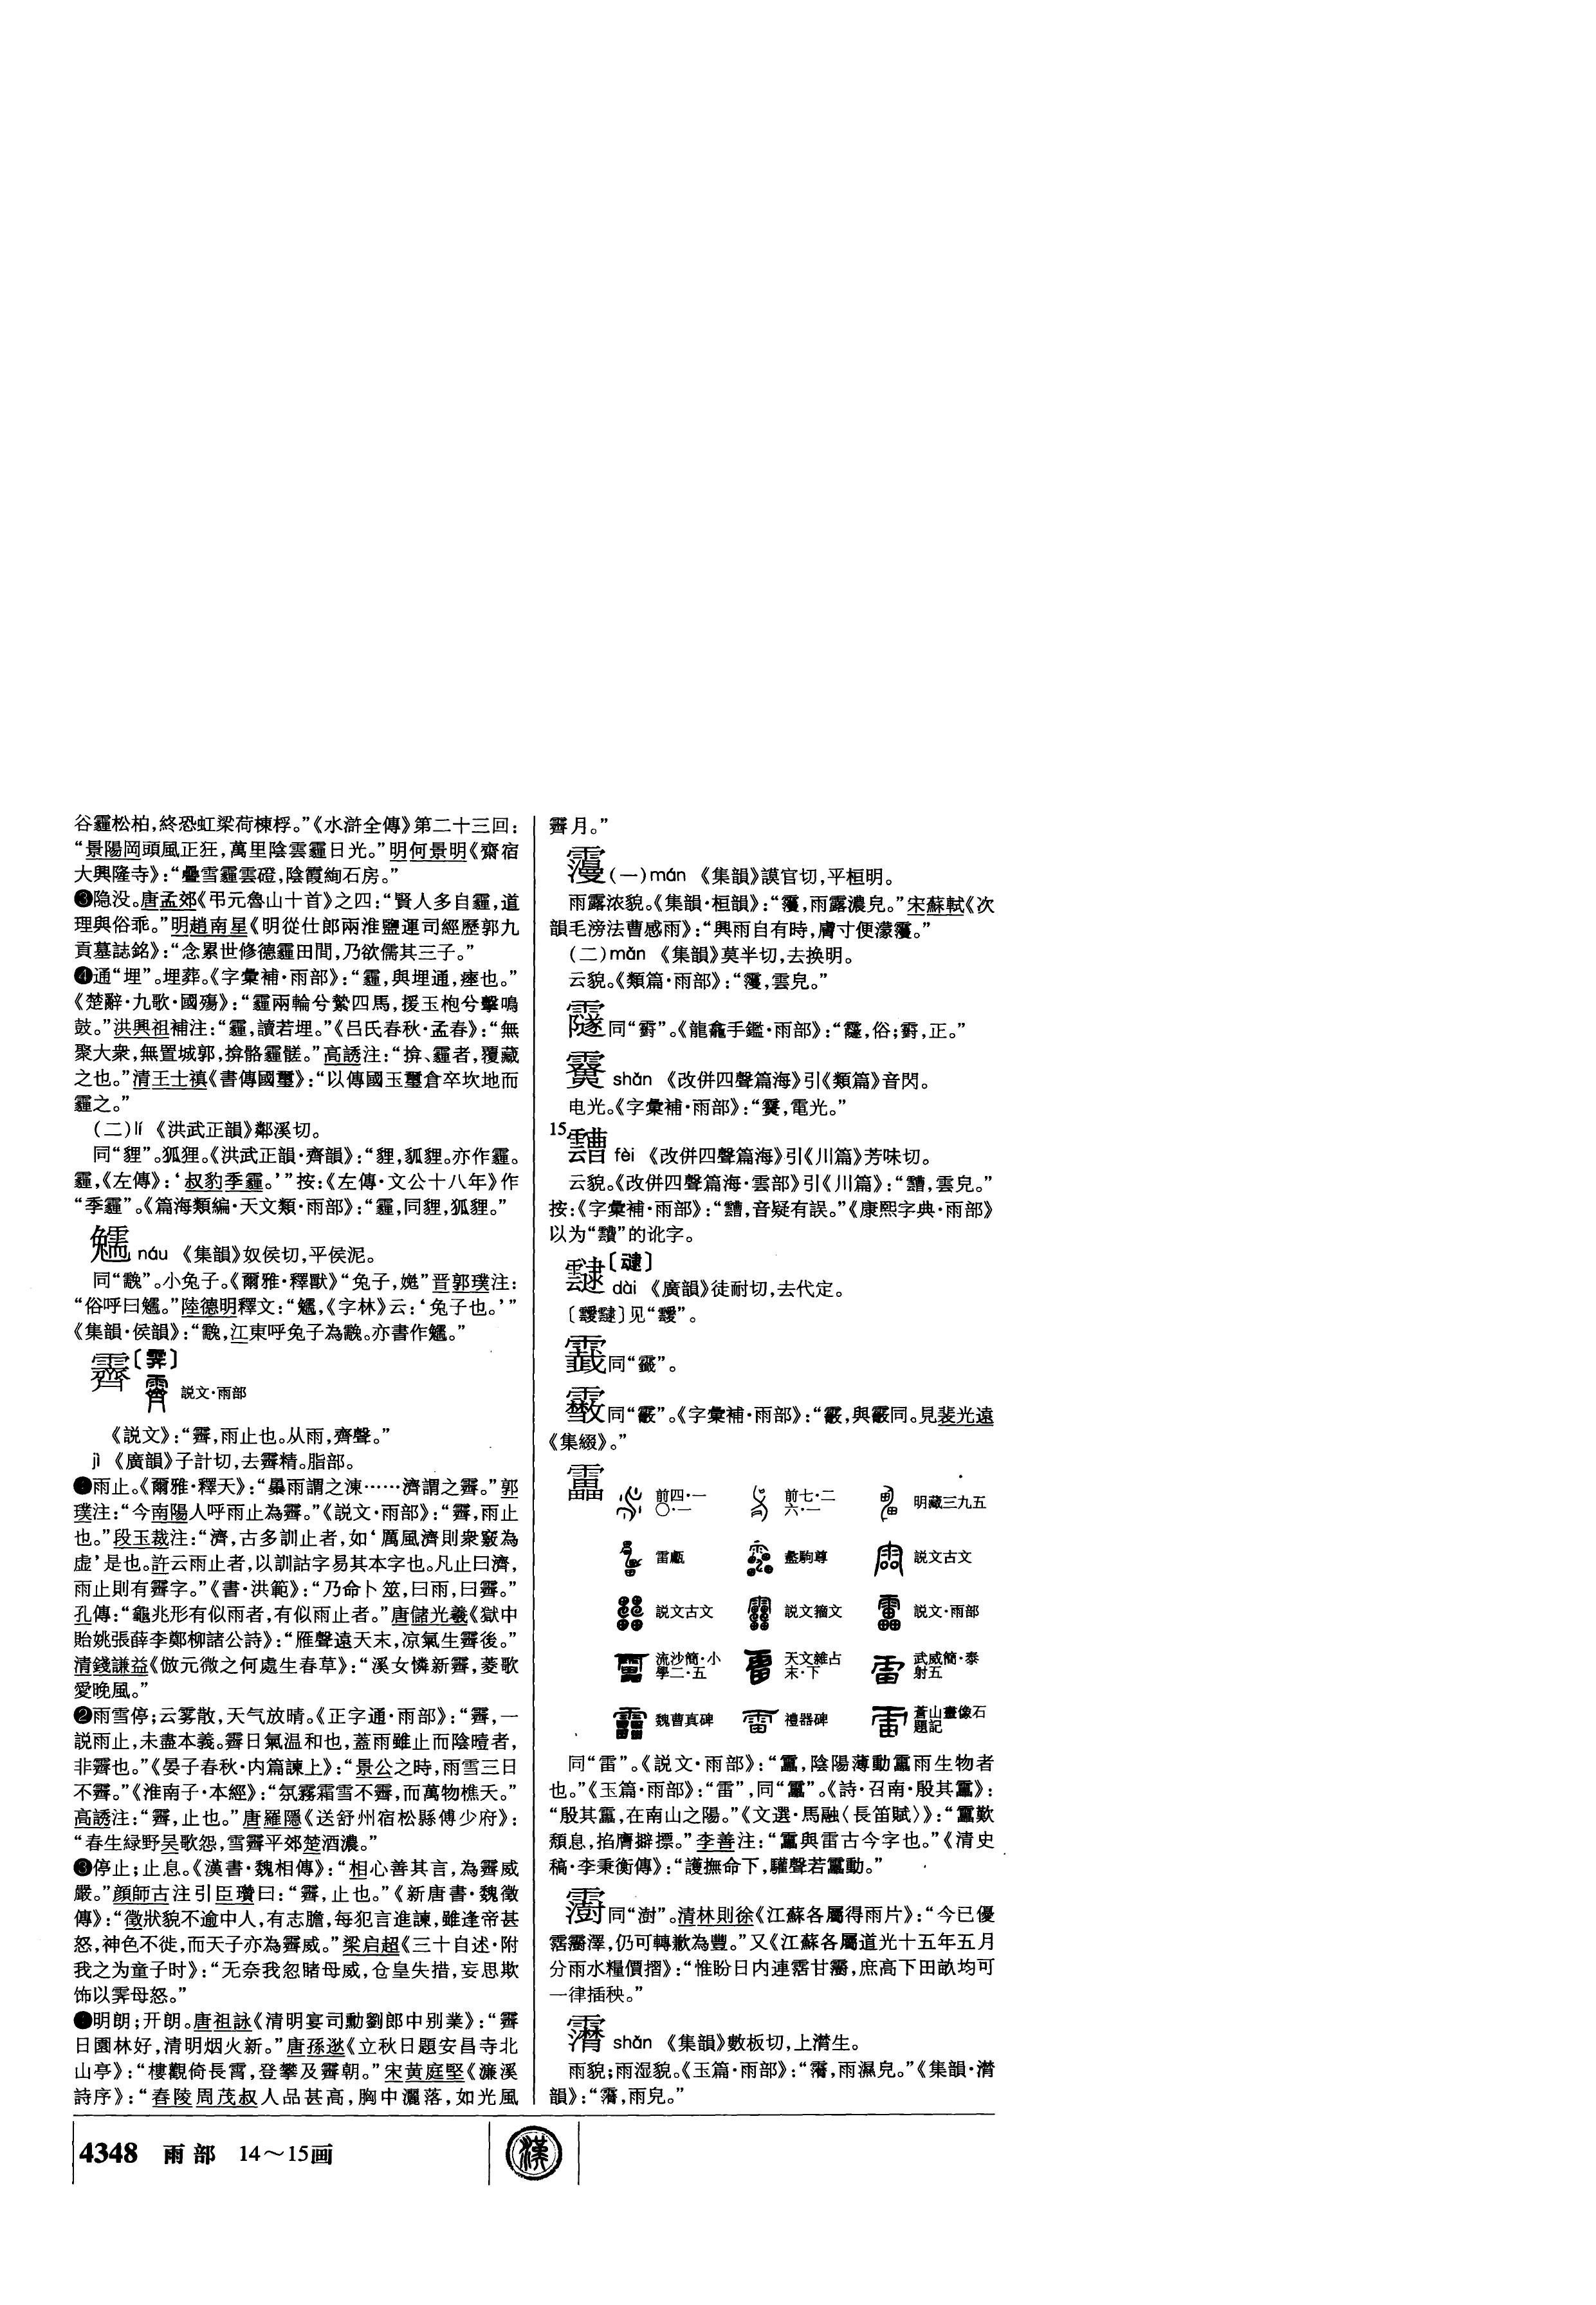 谷霾松柏,終恐虹梁荷棟桴。”《水滸全傳》第二十三回:
“景陽岡頭風正狂,萬里陰雲霾日光。”明何景明《齋宿
大興隆寺》:“疊雪霾雲磴,陰霞絢石房。”
❸隐没。唐孟郊《弔元魯山十首》之四:“賢人多自霾,道
理與俗乖。”明趙南星《明從仕郎兩淮鹽運司經歷郭九
貢墓誌銘》:“念累世修德霾田間,乃欲儒其三子。”
❹通“埋”。埋葬。《字彙補·雨部》:“霾,與埋通,瘞也。”
《楚辭·九歌·國殤》:“霾兩輪兮縶四馬,援玉枹兮擊鳴
鼓。”洪興祖補注:“霾,讀若埋。”《吕氏春秋·孟春》:“無
聚大衆,無置城郭,揜骼霾髊。”高誘注:“揜、霾者,覆藏
之也。”清王士禛《書傳國璽》:“以傳國玉璽倉卒坎地而
霾之。”
(二)lí 《洪武正韻》鄰溪切。
同“貍”。狐狸。《洪武正韻·齊韻》:“貍,狐貍。亦作霾。
霾,《左傳》:‘叔豹季霾。’”按:《左傳·文公十八年》作
“季霾”。《篇海類編·天文類·雨部》:“霾,同貍,狐貍。”
náu 《集韻》奴侯切,平侯泥。
同“㲶”。小兔子。《爾雅·釋獸》“兔子,嬎”晋郭璞注:
“俗呼曰。”陸德明釋文:“,《字林》云:‘兔子也。’”
《集韻·侯韻》:“,江東呼兔子為。亦書作。”
霽〔霁〕
説文·雨部
《説文》:“霽,雨止也。从雨,齊聲。”
jì 《廣韻》子計切,去霽精。脂部。
❶雨止。《爾雅·釋天》:“暴雨謂之涷……濟謂之霽。”郭
璞注:“今南陽人呼雨止為霽。”《説文·雨部》:“霽,雨止
也。”段玉裁注:“濟,古多訓止者,如‘厲風濟則衆竅為
虚’是也。許云雨止者,以訓詁字易其本字也。凡止曰濟,
雨止則有霽字。”《書·洪範》:“乃命卜筮,曰雨,曰霽。”
孔傳:“龜兆形有似雨者,有似雨止者。”唐儲光羲《獄中
貽姚張薛李鄭柳諸公詩》:“雁聲遠天末,凉氣生霽後。”
清錢謙益《倣元微之何處生春草》:“溪女憐新霽,菱歌
愛晚風。”
❷雨雪停;云雾散,天气放晴。《正字通·雨部》:“霽,一
説雨止,未盡本義。霽日氣温和也,蓋雨雖止而陰曀者,
非霽也。”《晏子春秋·内篇諫上》:“景公之時,雨雪三日
不霽。”《淮南子·本經》:“氛霧霜雪不霽,而萬物樵夭。”
高誘注:“霽,止也。”唐羅隱《送舒州宿松縣傅少府》:
“春生緑野吴歌怨,雪霽平郊楚酒濃。”
❸停止;止息。《漢書·魏相傳》:“相心善其言,為霽威
嚴。”顔師古注引臣瓚曰:“霽,止也。”《新唐書·魏徵
傳》:“徵狀貌不逾中人,有志膽,每犯言進諫,雖逢帝甚
怒,神色不徙,而天子亦為霽威。”梁启超《三十自述·附
我之为童子时》:“无奈我忽睹母威,仓皇失措,妄思欺
饰以霁母怒。”
❹明朗;开朗。唐祖詠《清明宴司勳劉郎中别業》:“霽
日園林好,清明烟火新。”唐孫逖《立秋日題安昌寺北
山亭》:“樓觀倚長霄,登攀及霽朝。”宋黄庭堅《濂溪
詩序》:“舂陵周茂叔人品甚高,胸中灑落,如光風
霽月。”
(一)mán 《集韻》謨官切,平桓明。
雨露浓貌。《集韻·桓韻》:“,雨露濃皃。”宋蘇軾《次
韻毛滂法曹感雨》:“興雨自有時,膚寸便濛。”
(二)mǎn 《集韻》莫半切,去换明。
云貌。《類篇·雨部》:“,雲皃。”
同“”。《龍龕手鑑·雨部》:“,俗;,正。”
shǎn 《改併四聲篇海》引《類篇》音閃。
电光。《字彙補·雨部》:“,電光。”
15
fèi 《改併四聲篇海》引《川篇》芳味切。
云貌。《改併四聲篇海·雲部》引《川篇》:“,雲皃。”
按:《字彙補·雨部》:“,音疑有誤。”《康熙字典·雨部》
以为“”的讹字。
靆〔叇〕
dài 《廣韻》徒耐切,去代定。
〔靉靆〕见“靉”。
同“”。
同“”。《字彙補·雨部》:“,與同。見裴光遠
《集綴》。”
靁
前四·一〇·一
前七·二六·一
明藏三九五
雷甗
盠駒尊
説文古文
説文古文
説文籀文
説文·雨部
流沙簡·小學二·五
天文雜占末·下
武威簡·泰射五
魏曹真碑
禮器碑
蒼山畫像石題記
同“雷”。《説文·雨部》:“靁,陰陽薄動靁雨生物者
也。”《玉篇·雨部》:“雷”,同“靁”。《詩·召南·殷其靁》:
“殷其靁,在南山之陽。”《文選·馬融〈長笛賦〉》:“靁歎
頽息,掐膺擗摽。”李善注:“靁與雷古今字也。”《清史
稿·李秉衡傳》:“護撫命下,驩聲若靁動。”
同“澍”。清林則徐《江蘇各屬得雨片》:“今已優
霑澤,仍可轉歉為豐。”又《江蘇各屬道光十五年五月
分雨水糧價摺》:“惟盼日内連霑甘,庶高下田畝均可
一律插秧。”
shǎn 《集韻》數板切,上潸生。
雨貌;雨湿貌。《玉篇·雨部》:“,雨濕皃。”《集韻·潸
韻》:“,雨皃。”
4348 雨部 14～15画
漢